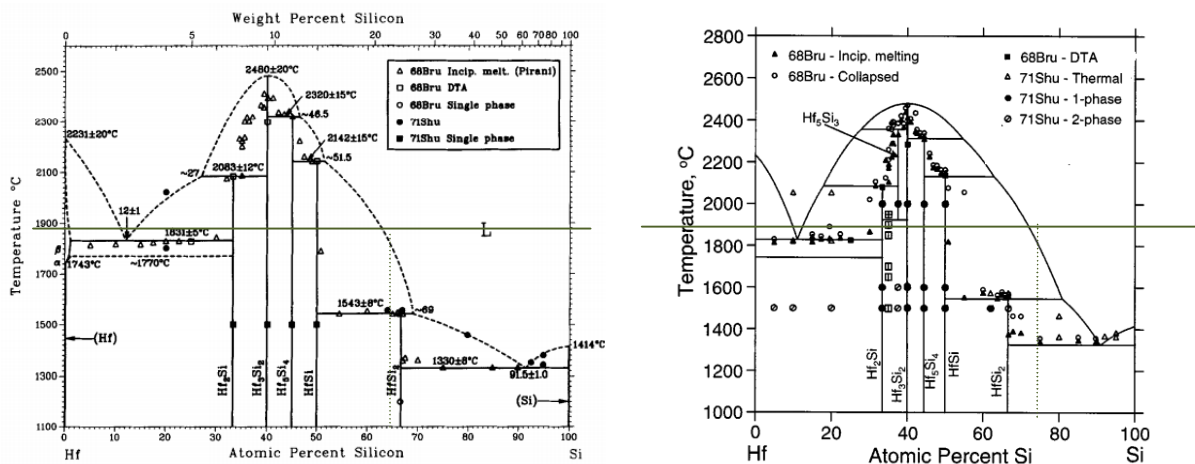 Weight Percent Silicon
0 5 10 20 30 40 50 60 70 80 100
Temperature °C
2500
2300
2100
1900
1700
1500
1300
1100
2480±20°C
2231±20°C
2320±15°C
~46.5
2142±15°C
~51.5
2083±12°C
~27
12±1
1831±5°C
β
α
1743°C
~1770°C
1543±8°C
~69
1414°C
1330±8°C
91.5±1.0
(Hf)
(Si)
L
Hf₂Si
Hf₃Si₂
Hf₅Si₄
HfSi
HfSi₂
△ 68Bru Incip. melt. (Pirani)
□ 68Bru DTA
○ 68Bru Single phase
● 71Shu
■ 71Shu Single phase
0 10 20 30 40 50 60 70 80 90 100
Hf Atomic Percent Silicon Si
2800
2600
2400
2200
2000
1800
1600
1400
1200
1000
Temperature, °C
▲ 68Bru - Incip. melting
○ 68Bru - Collapsed
■ 68Bru - DTA
△ 71Shu - Thermal
● 71Shu - 1-phase
⊘ 71Shu - 2-phase
Hf₅Si₃
Hf₂Si
Hf₃Si₂
Hf₅Si₄
HfSi
HfSi₂
0 20 40 60 80 100
Hf Atomic Percent Si Si